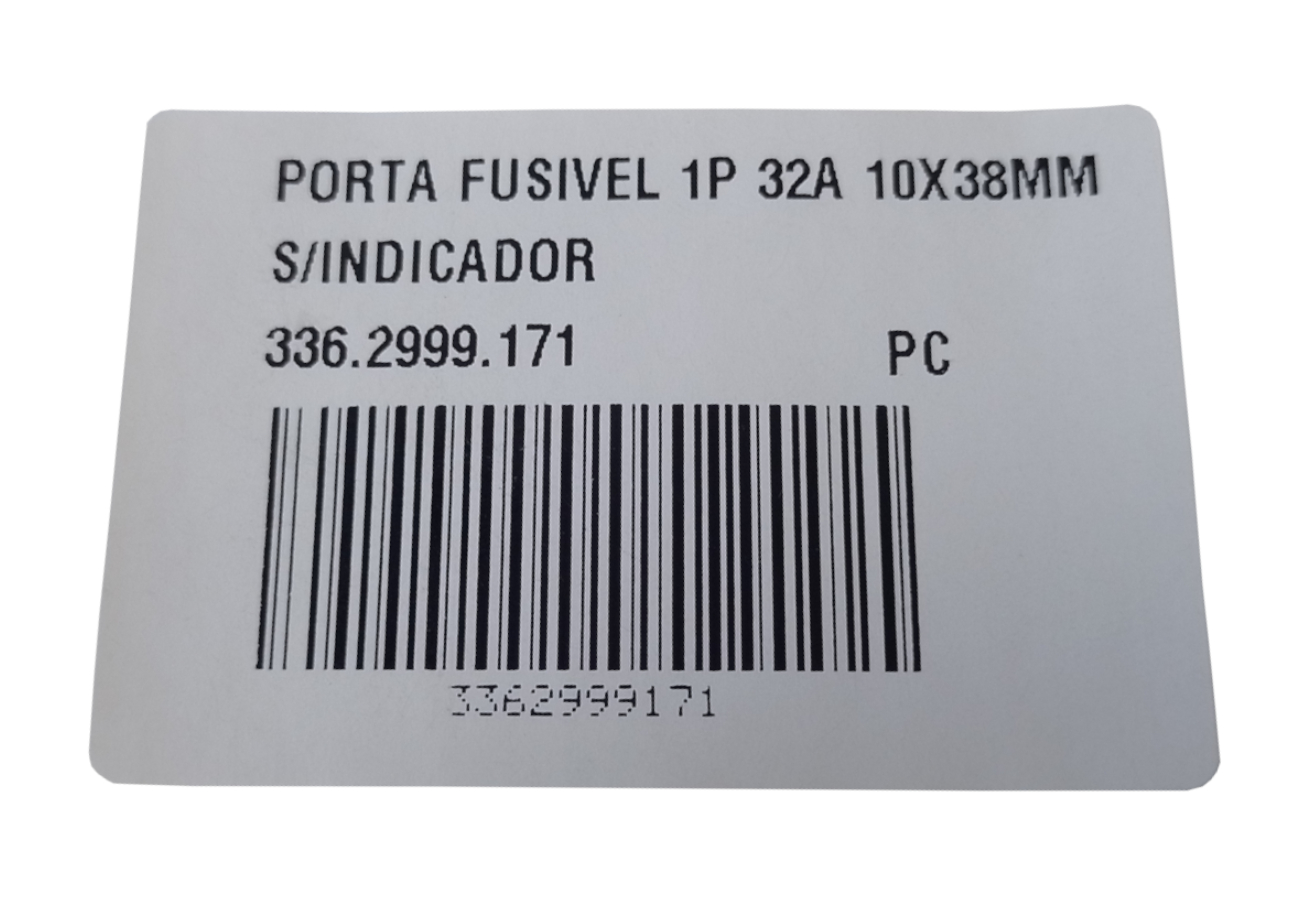 PORTA FUSIVEL 1P 32A 10X38MM
S/INDICADOR
336.2999.171 PC
3362999171